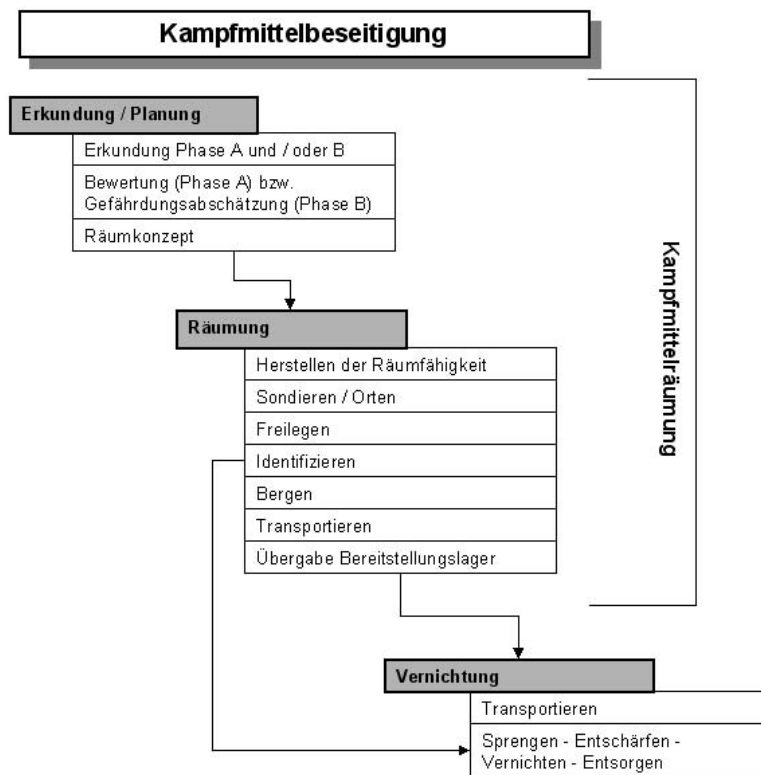 Kampfmittelbeseitigung
Erkundung / Planung
Erkundung Phase A und / oder B
Bewertung (Phase A) bzw.
Gefährdungsabschätzung (Phase B)
Räumkonzept
Räumung
Herstellen der Räumfähigkeit
Sondieren / Orten
Freilegen
Identifizieren
Bergen
Transportieren
Übergabe Bereitstellungslager
Kampfmittelräumung
Vernichtung
Transportieren
Sprengen - Entschärfen -
Vernichten - Entsorgen